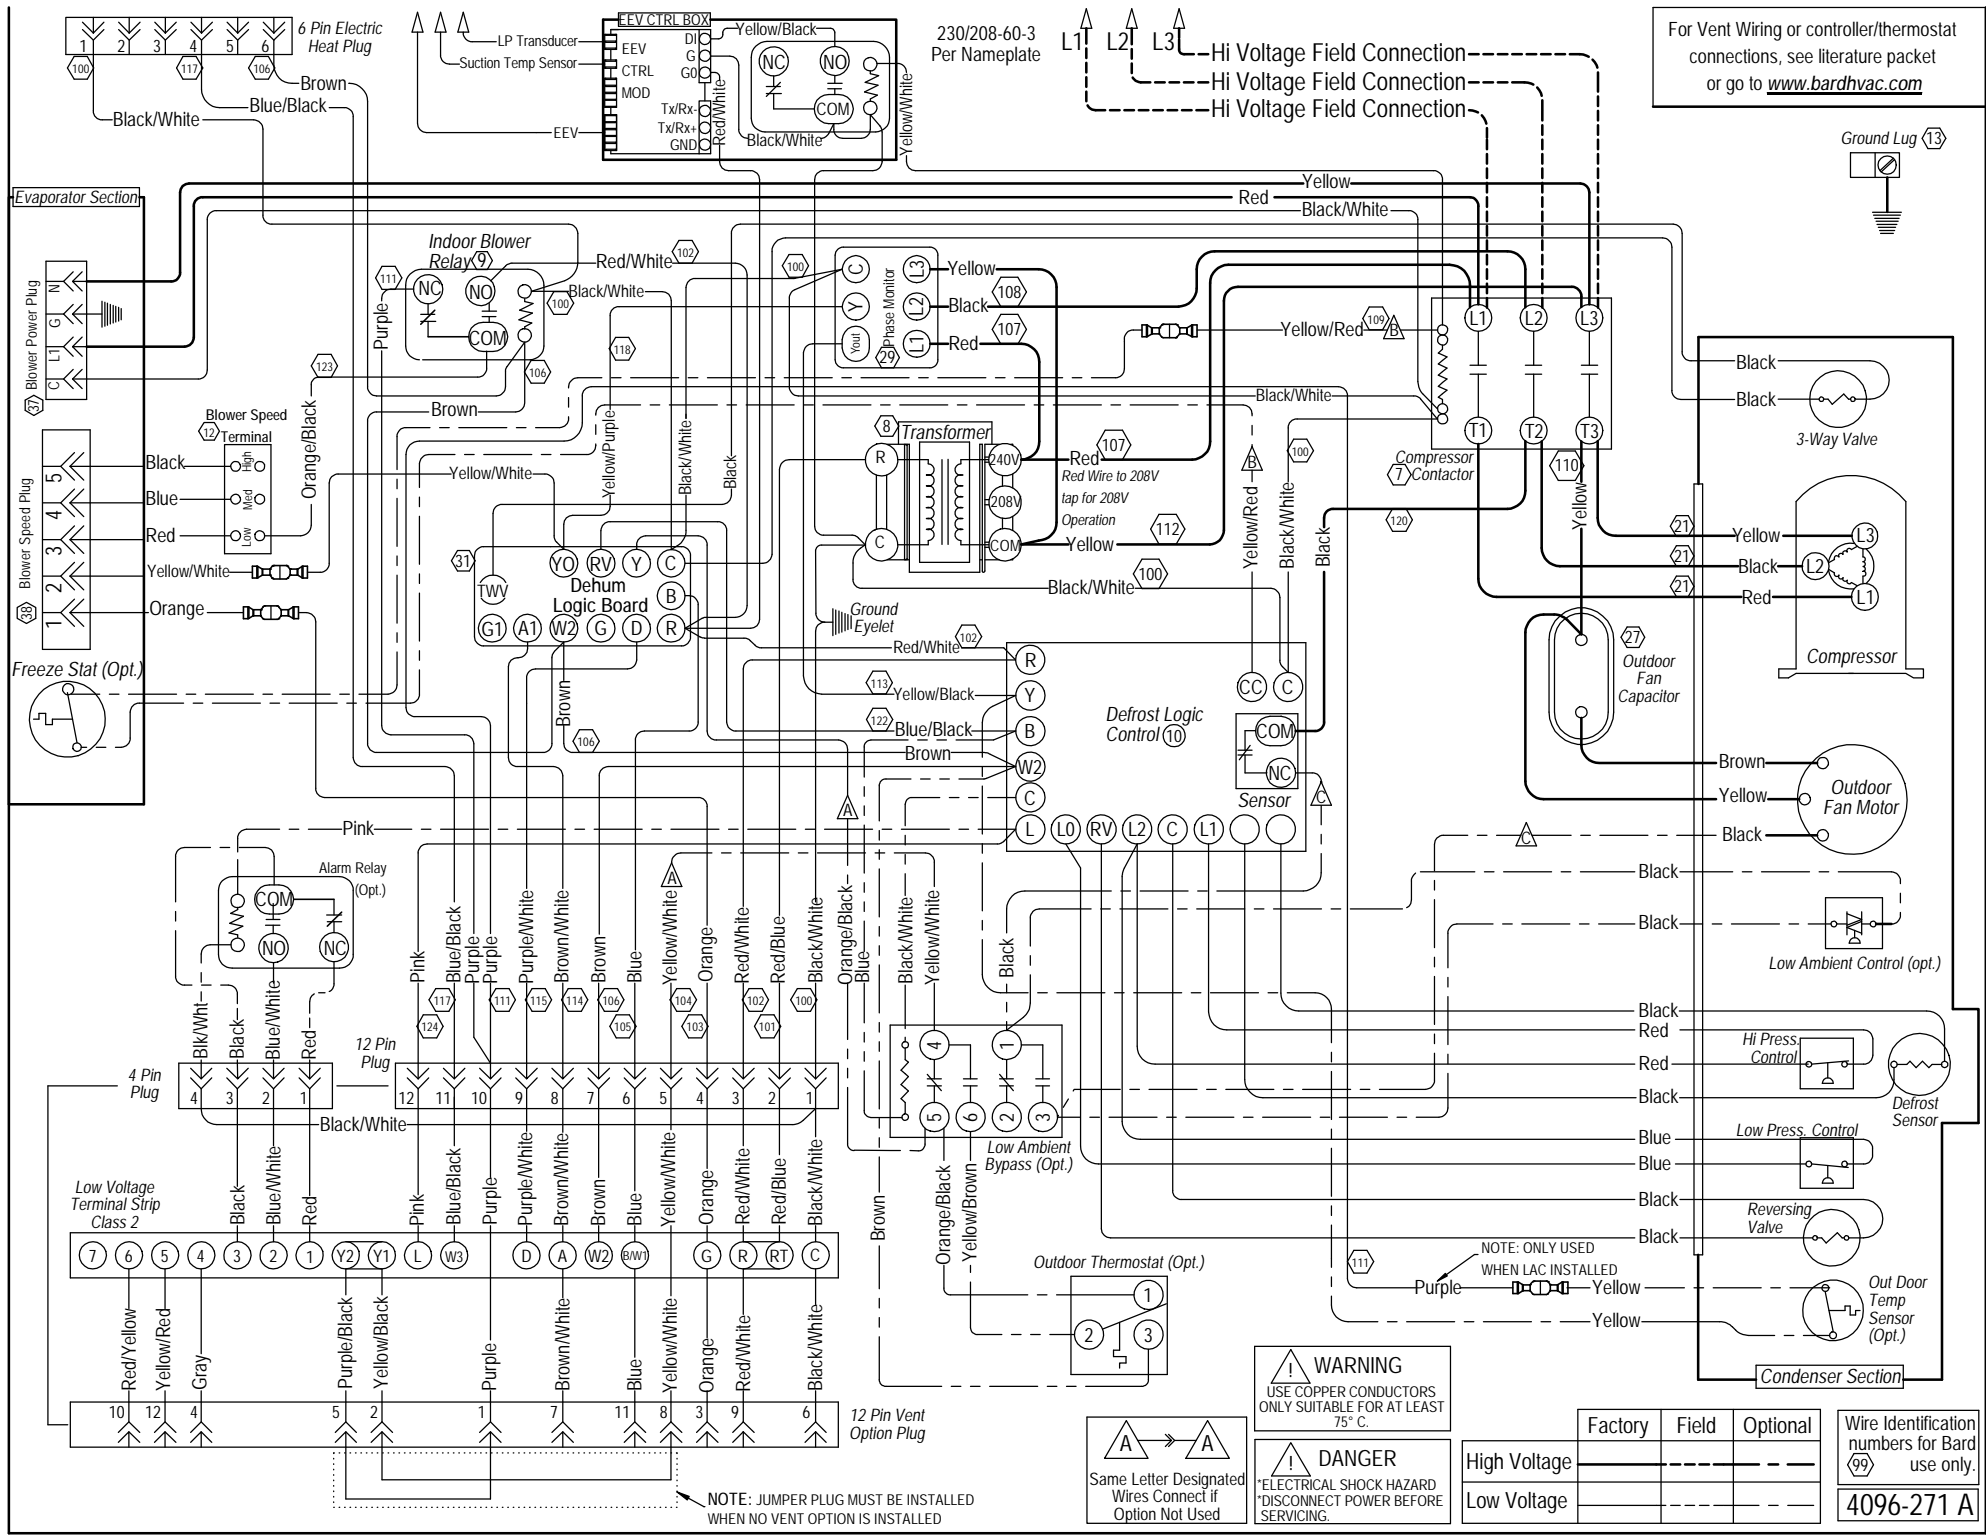 6 Pin Electric
Heat Plug
1 2 3 4 5 6
100
117
106
Brown
Blue/Black
Black/White
LP Transducer
Suction Temp Sensor
EEV
EEV CTRL BOX
EEV
CTRL
MOD
DI
G
G0
Tx/Rx-
Tx/Rx+
GND
Yellow/Black
NC
NO
COM
Red/White
Black/White
Yellow/White
230/208-60-3
Per Nameplate
L1
L2
L3
Hi Voltage Field Connection
Hi Voltage Field Connection
Hi Voltage Field Connection
For Vent Wiring or controller/thermostat
connections, see literature packet
or go to www.bardhvac.com
Ground Lug 13
Evaporator Section
Yellow
Red
Black/White
Blower Power Plug
N
G
L1
C
37
Indoor Blower
Relay 9
111
NC
NO
COM
Purple
Red/White
102
Black/White
100
106
123
118
Brown
Orange/Black
Yellow/Purple
Black/White
Black
100
C
Y
Yout
Phase Monitor
L3
L2
L1
29
Yellow
Black
Red
108
107
Yellow/Red
109
B
Black/White
L1
L2
L3
T1
T2
T3
Compressor
7 Contactor
110
Yellow
120
100
8
Transformer
R
C
240V
208V
COM
Red
107
Red Wire to 208V
tap for 208V
Operation
Yellow
112
Black/White
100
B
Yellow/Red
Black/White
Black
Black
Black
3-Way Valve
21
21
21
Yellow
Black
Red
L3
L2
L1
Compressor
27
Outdoor
Fan
Capacitor
Brown
Yellow
Black
Outdoor
Fan Motor
C
Blower Speed
12 Terminal
High
Med
Low
Blower Speed Plug
5
4
3
2
1
38
Black
Blue
Red
Yellow/White
Orange
Yellow/White
Freeze Stat (Opt.)
31
YO
RV
Y
C
TWV
Dehum
Logic Board
B
G1
A1
W2
G
D
R
Brown
106
Ground
Eyelet
Red/White
102
113
Yellow/Black
122
Blue/Black
Brown
R
Y
B
W2
C
L
L0
RV
L2
C
L1
CC
C
Defrost Logic
Control 10
COM
NC
Sensor
C
A
Pink
Alarm Relay
(Opt.)
COM
NO
NC
Blk/Wht
Black
Blue/White
Red
4 Pin
Plug
4 3 2 1
12 Pin
Plug
Pink
Blue/Black
Purple
Purple
Purple/White
Brown/White
Brown
Blue
Yellow/White
Orange
Red/White
Red/Blue
Black/White
Orange/Black
Blue
Black/White
Yellow/White
Black
A
117
124
111
115
114
106
105
104
103
102
101
100
12 11 10 9 8 7 6 5 4 3 2 1
Black/White
4
1
5
6
2
3
Low Ambient
Bypass (Opt.)
Black
Black
Low Ambient Control (opt.)
Black
Red
Hi Press.
Control
Red
Black
Defrost
Sensor
Blue
Low Press. Control
Blue
Black
Reversing
Valve
Black
Low Voltage
Terminal Strip
Class 2
Black
Blue/White
Red
Pink
Blue/Black
Purple
Purple/White
Brown/White
Brown
Blue
Yellow/White
Orange
Red/White
Red/Blue
Black/White
Brown
Orange/Black
Yellow/Brown
7 6 5 4 3 2 1 Y2 Y1 L W3 D A W2 B/W1 G R RT C
Outdoor Thermostat (Opt.)
1
2
3
111
NOTE: ONLY USED
WHEN LAC INSTALLED
Purple
Yellow
Yellow
Out Door
Temp
Sensor
(Opt.)
Red/Yellow
Yellow/Red
Gray
Purple/Black
Yellow/Black
Purple
Brown/White
Blue
Yellow/White
Orange
Red/White
Black/White
10 12 4 5 2 1 7 11 8 3 9 6
12 Pin Vent
Option Plug
NOTE: JUMPER PLUG MUST BE INSTALLED
WHEN NO VENT OPTION IS INSTALLED
A A
Same Letter Designated
Wires Connect if
Option Not Used
! WARNING
USE COPPER CONDUCTORS
ONLY SUITABLE FOR AT LEAST
75° C.
! DANGER
*ELECTRICAL SHOCK HAZARD
*DISCONNECT POWER BEFORE
SERVICING.
Condenser Section
Factory Field Optional
High Voltage
Low Voltage
Wire Identification
numbers for Bard
99 use only.
4096-271 A